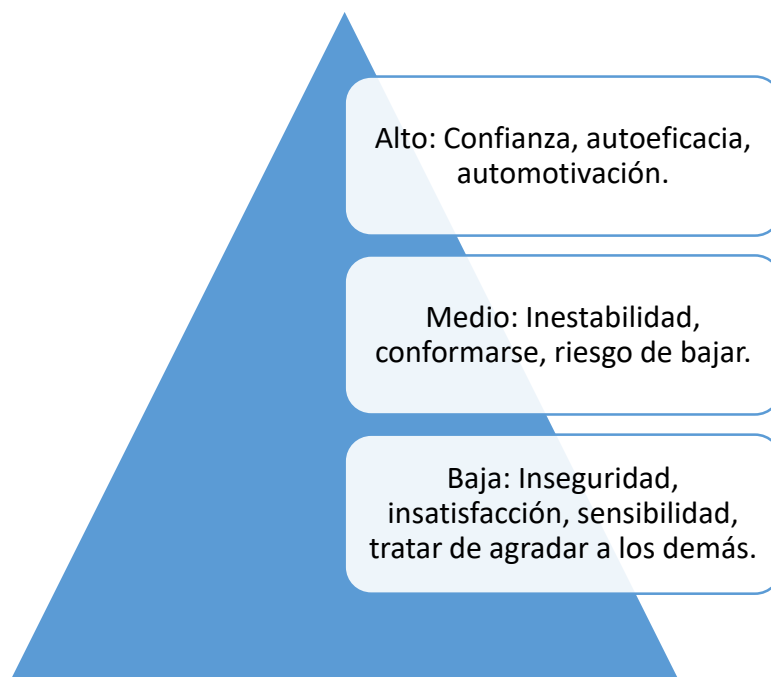 Alto: Confianza, autoeficacia,
automotivación.
Medio: Inestabilidad,
conformarse, riesgo de bajar.
Baja: Inseguridad,
insatisfacción, sensibilidad,
tratar de agradar a los demás.